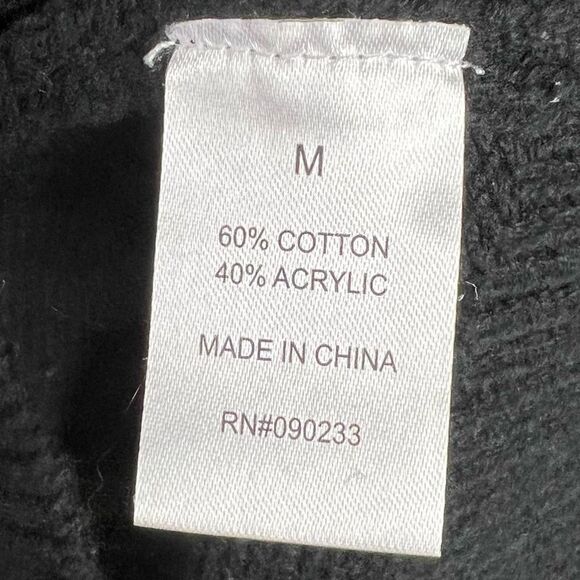 M
60% COTTON
40% ACRYLIC
MADE IN CHINA
RN#090233